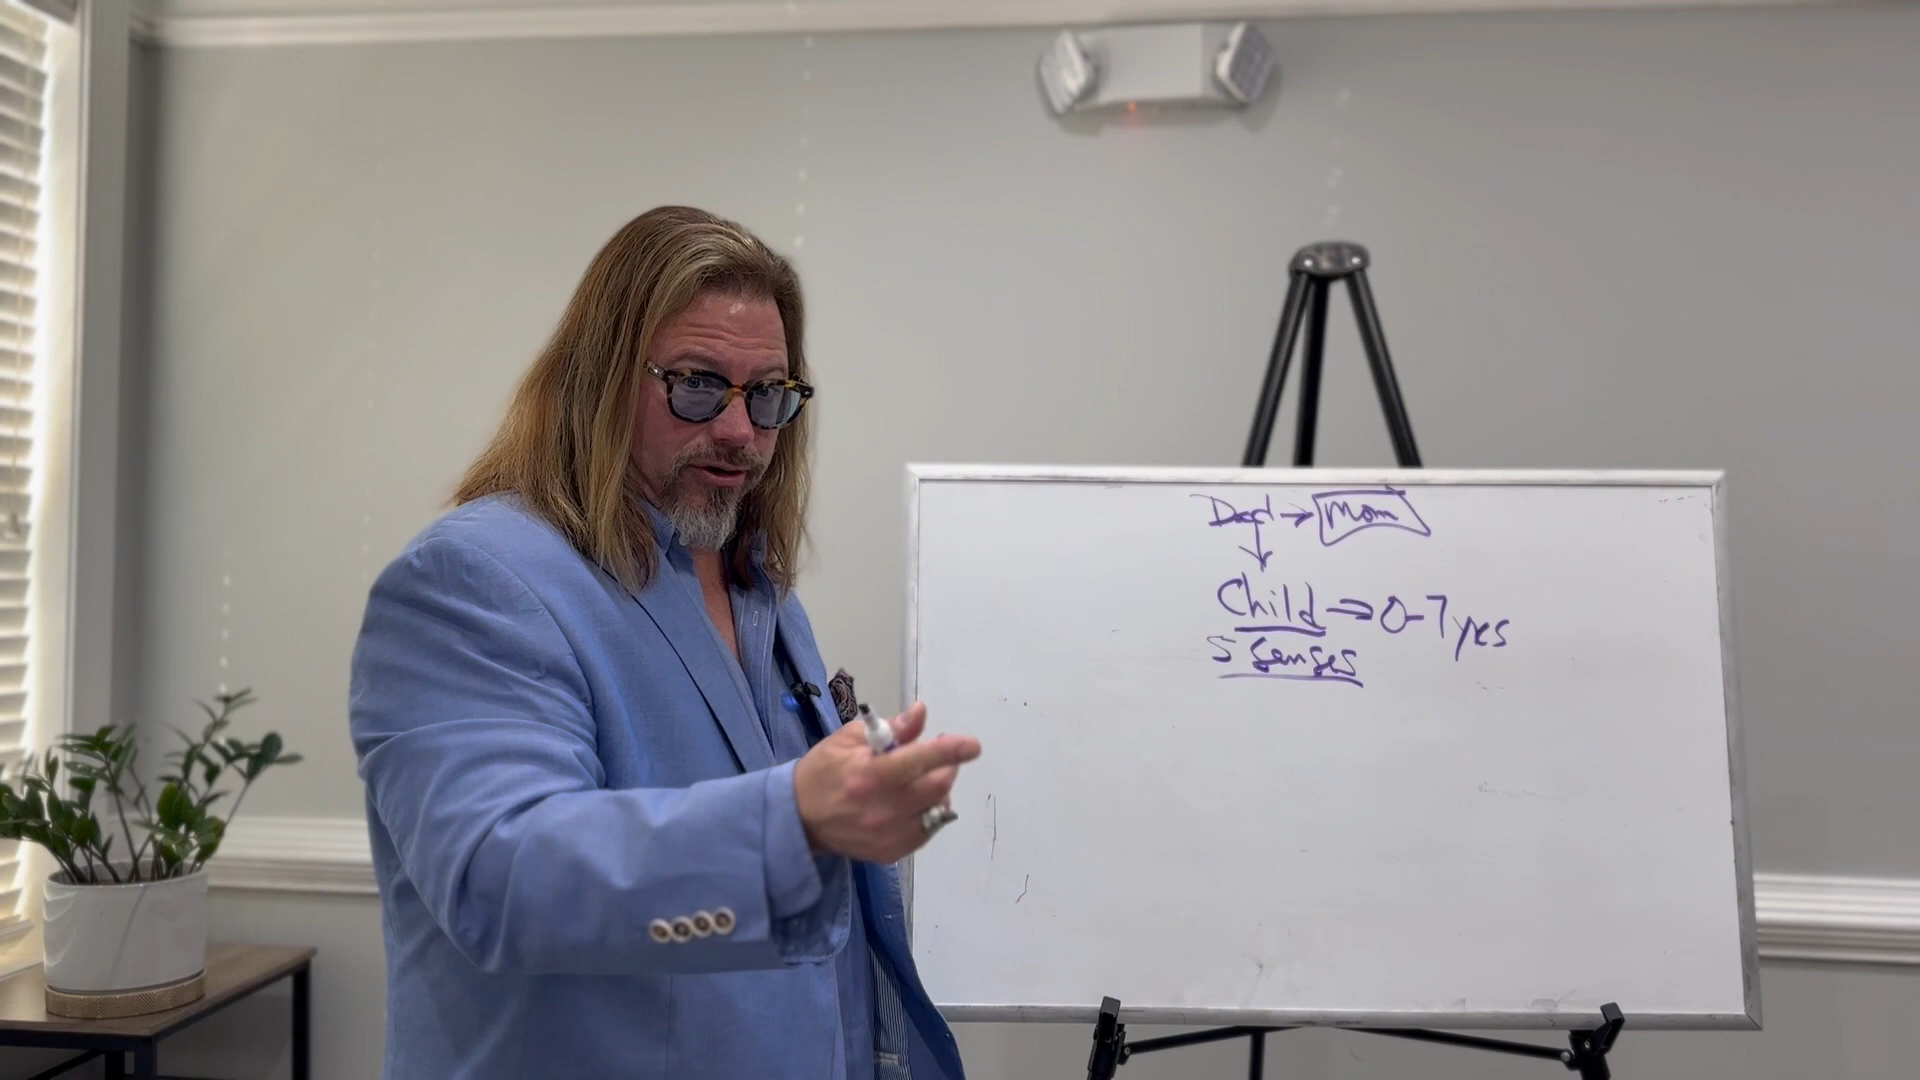 Dad → Mom
Child → 0-7 yrs
5 Senses